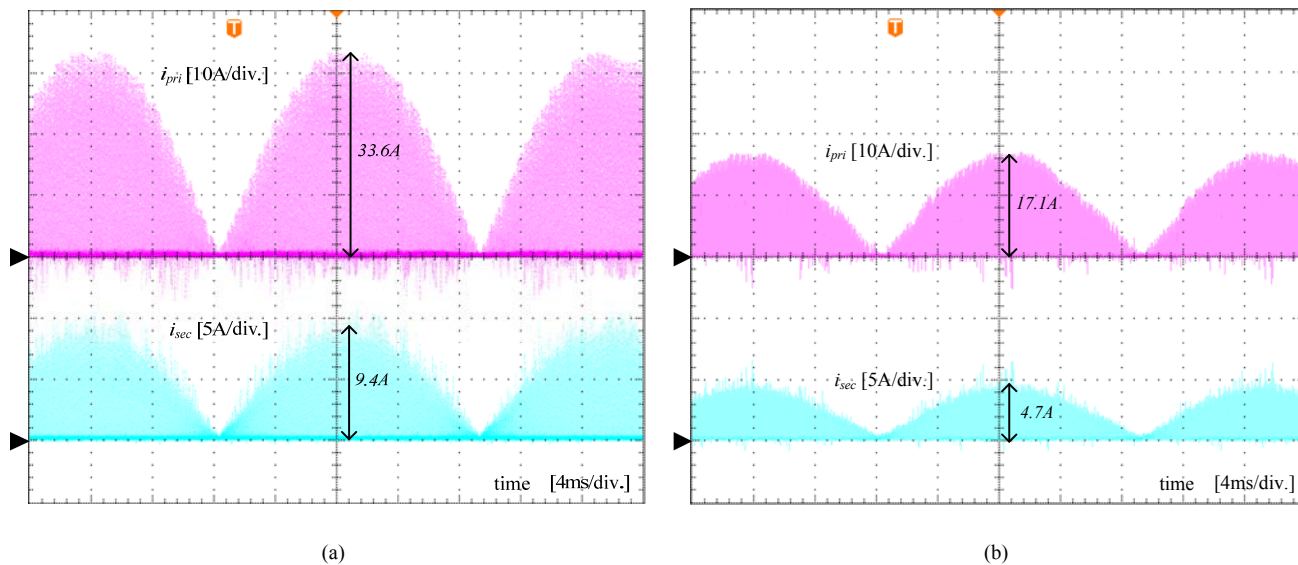 T
i_pri [10A/div.]
33.6A
i_sec [5A/div.]
9.4A
time [4ms/div.]
(a)
T
i_pri [10A/div.]
17.1A
i_sec [5A/div.]
4.7A
time [4ms/div.]
(b)